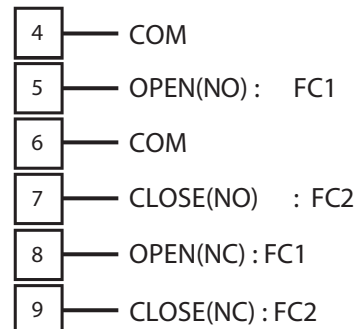 4 COM
5 OPEN(NO) : FC1
6 COM
7 CLOSE(NO) : FC2
8 OPEN(NC) : FC1
9 CLOSE(NC) : FC2